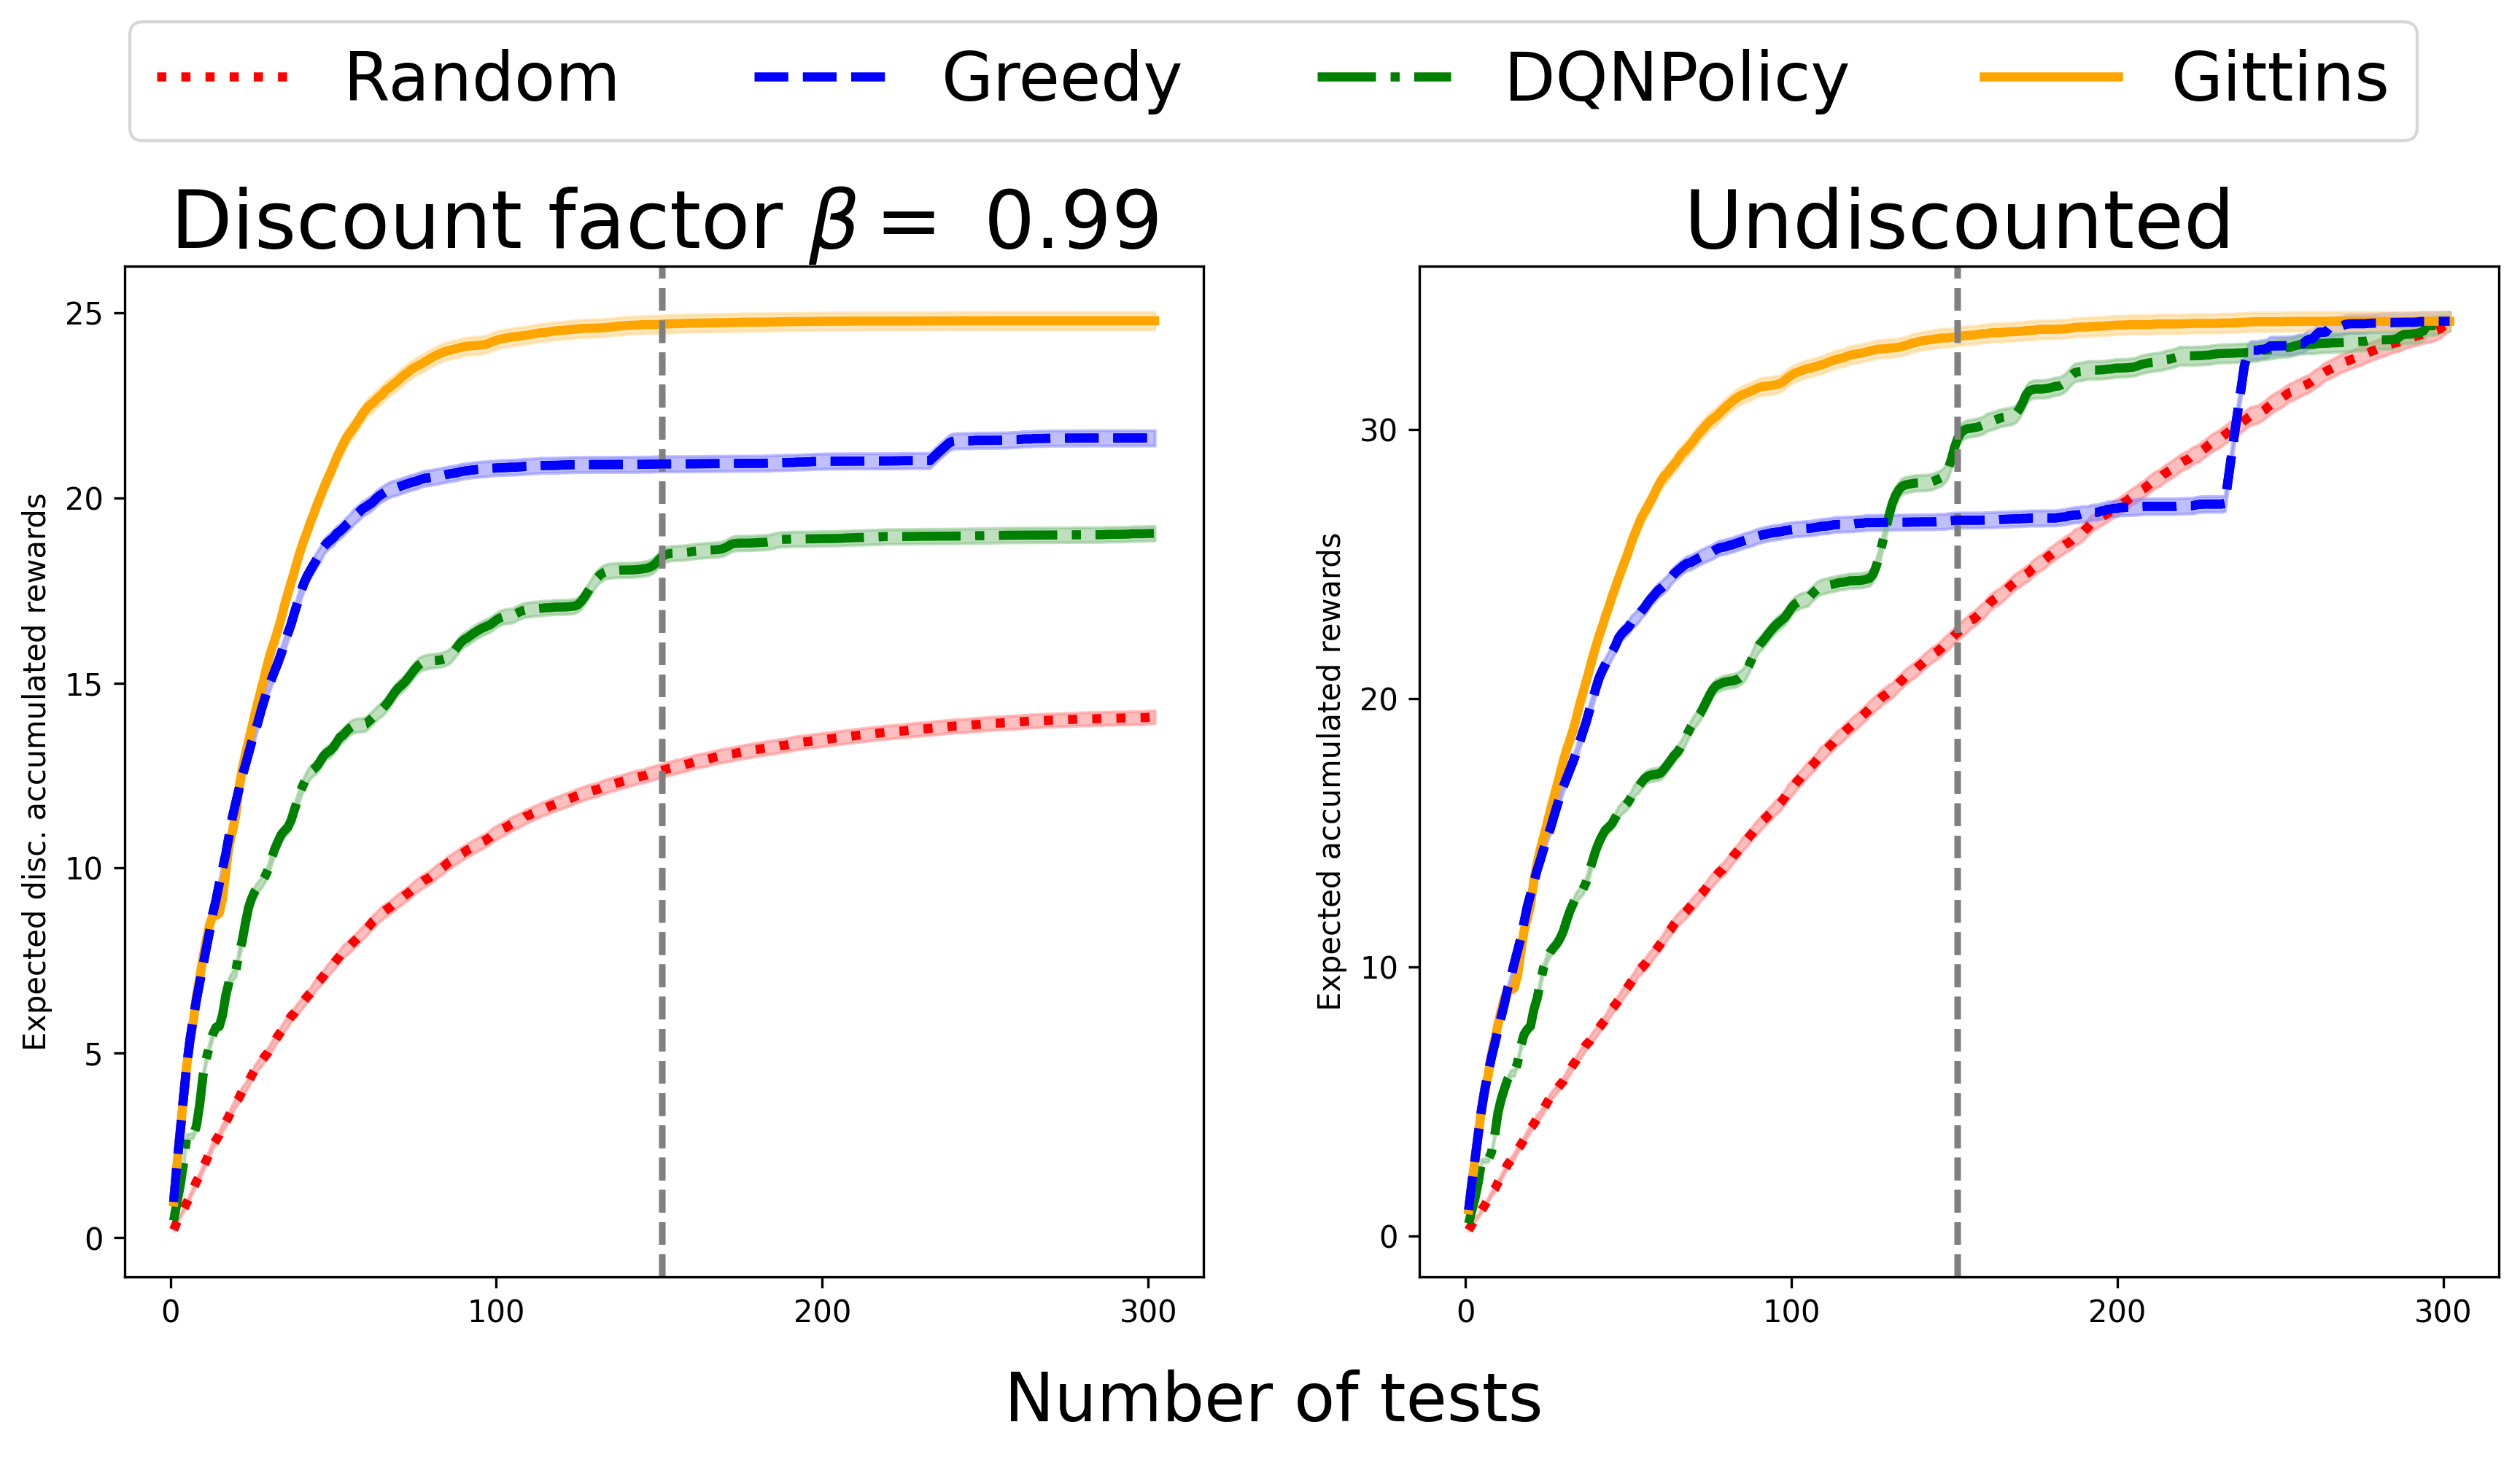 Random Greedy DQNPolicy Gittins
Discount factor β = 0.99
Expected disc. accumulated rewards
25
20
15
10
5
0
0 100 200 300
Undiscounted
Expected accumulated rewards
30
20
10
0
0 100 200 300
Number of tests